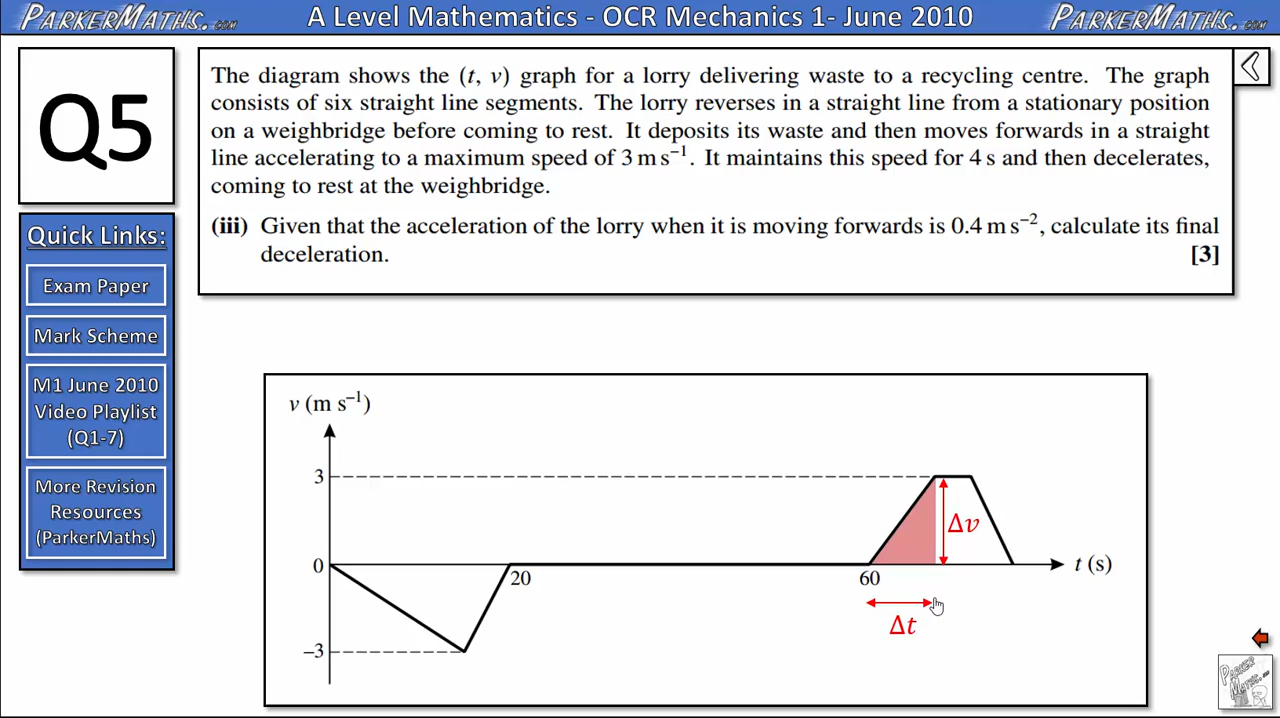 PARKERMATHS.COM
A Level Mathematics - OCR Mechanics 1- June 2010
PARKERMATHS.COM
Q5
The diagram shows the (t, v) graph for a lorry delivering waste to a recycling centre. The graph
consists of six straight line segments. The lorry reverses in a straight line from a stationary position
on a weighbridge before coming to rest. It deposits its waste and then moves forwards in a straight
line accelerating to a maximum speed of 3 m s⁻¹. It maintains this speed for 4 s and then decelerates,
coming to rest at the weighbridge.
(iii) Given that the acceleration of the lorry when it is moving forwards is 0.4 m s⁻², calculate its final
deceleration.
[3]
Quick Links:
Exam Paper
Mark Scheme
M1 June 2010
Video Playlist
(Q1-7)
More Revision
Resources
(ParkerMaths)
v (m s⁻¹)
3
Δv
0
20
60
t (s)
Δt
–3
PARKER
MATHS.COM